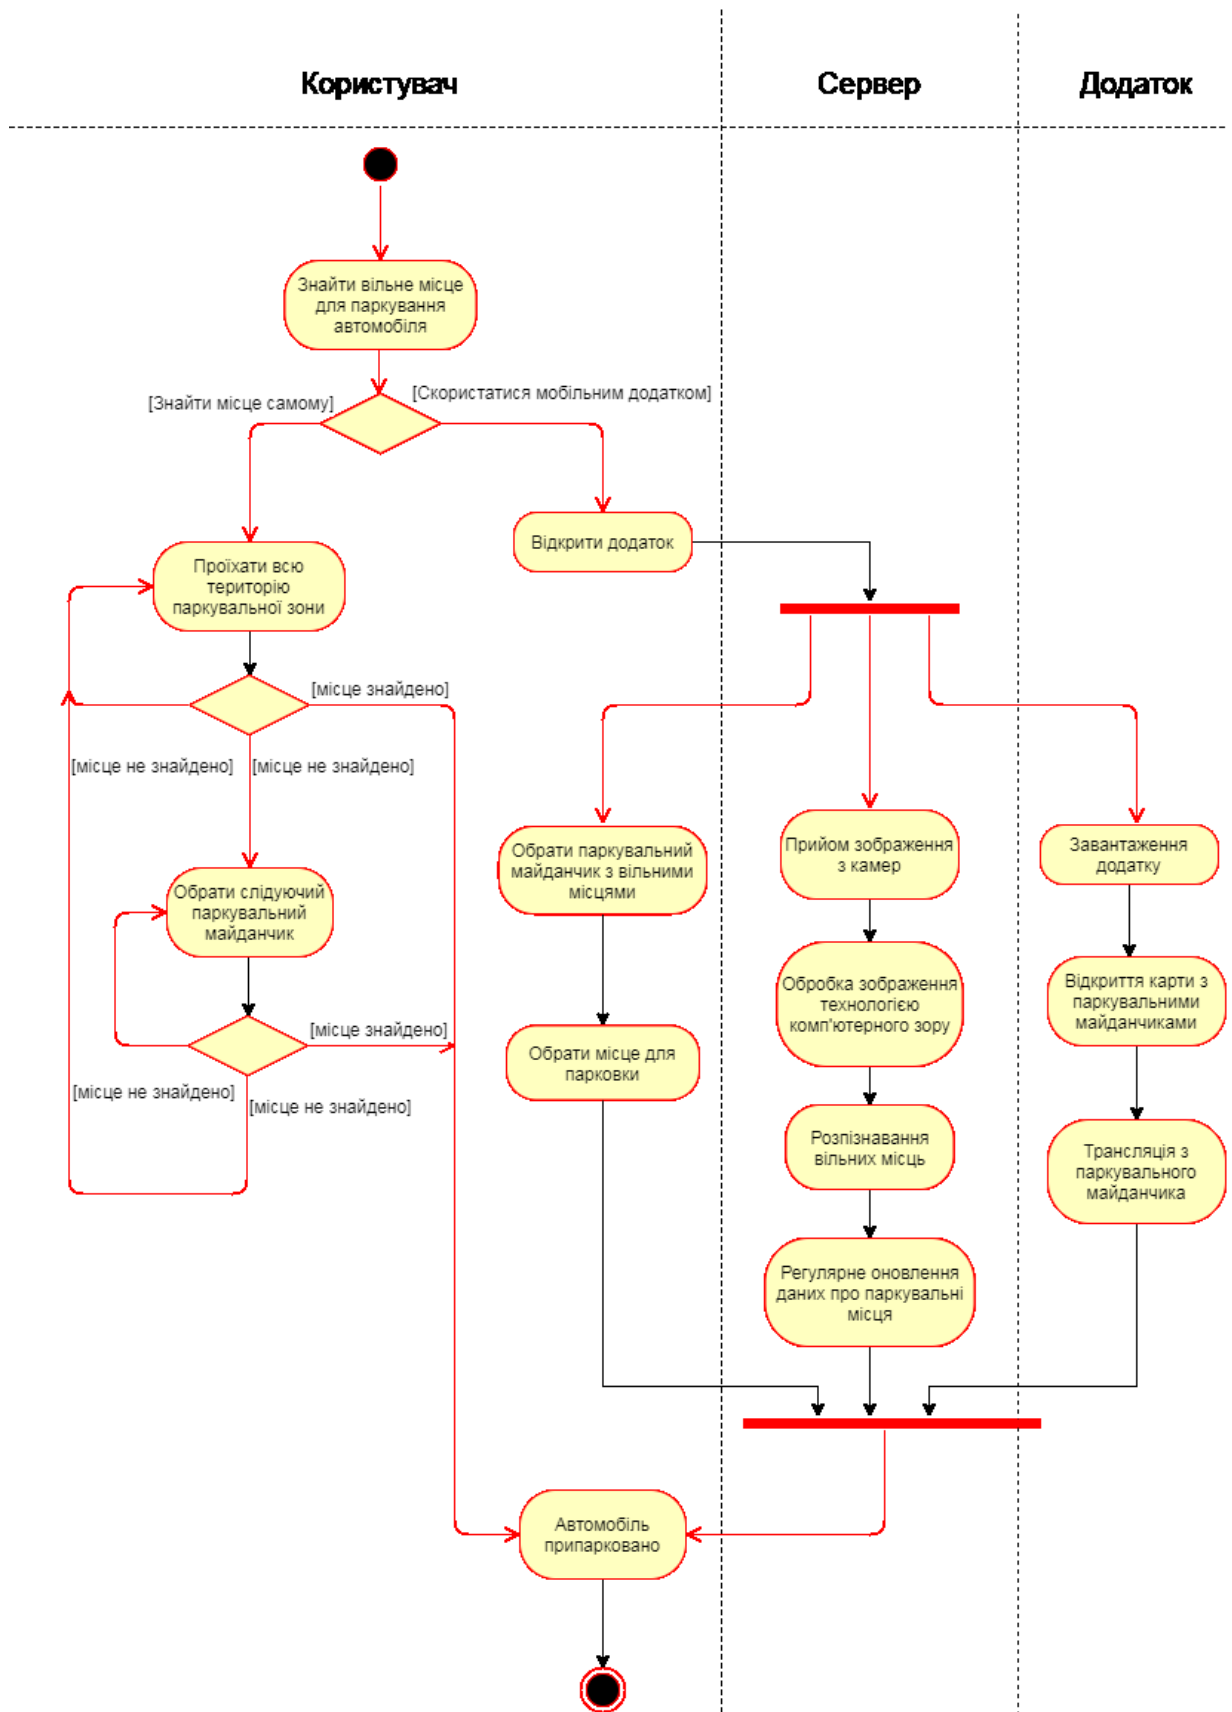 Користувач
Сервер
Додаток
Знайти вільне місце
для паркування
автомобіля
[Знайти місце самому]
[Скористатися мобільним додатком]
Відкрити додаток
Проїхати всю
територію
паркувальної зони
[місце знайдено]
[місце не знайдено]
[місце не знайдено]
Обрати паркувальний
майданчик з вільними
місцями
Прийом зображення
з камер
Завантаження
додатку
Обрати слідуючий
паркувальний
майданчик
Обробка зображення
технологією
комп'ютерного зору
Відкриття карти з
паркувальними
майданчиками
[місце знайдено]
Обрати місце для
парковки
[місце не знайдено]
[місце не знайдено]
Розпізнавання
вільних місць
Трансляція з
паркувального
майданчика
Регулярне оновлення
даних про паркувальні
місця
Автомобіль
припарковано